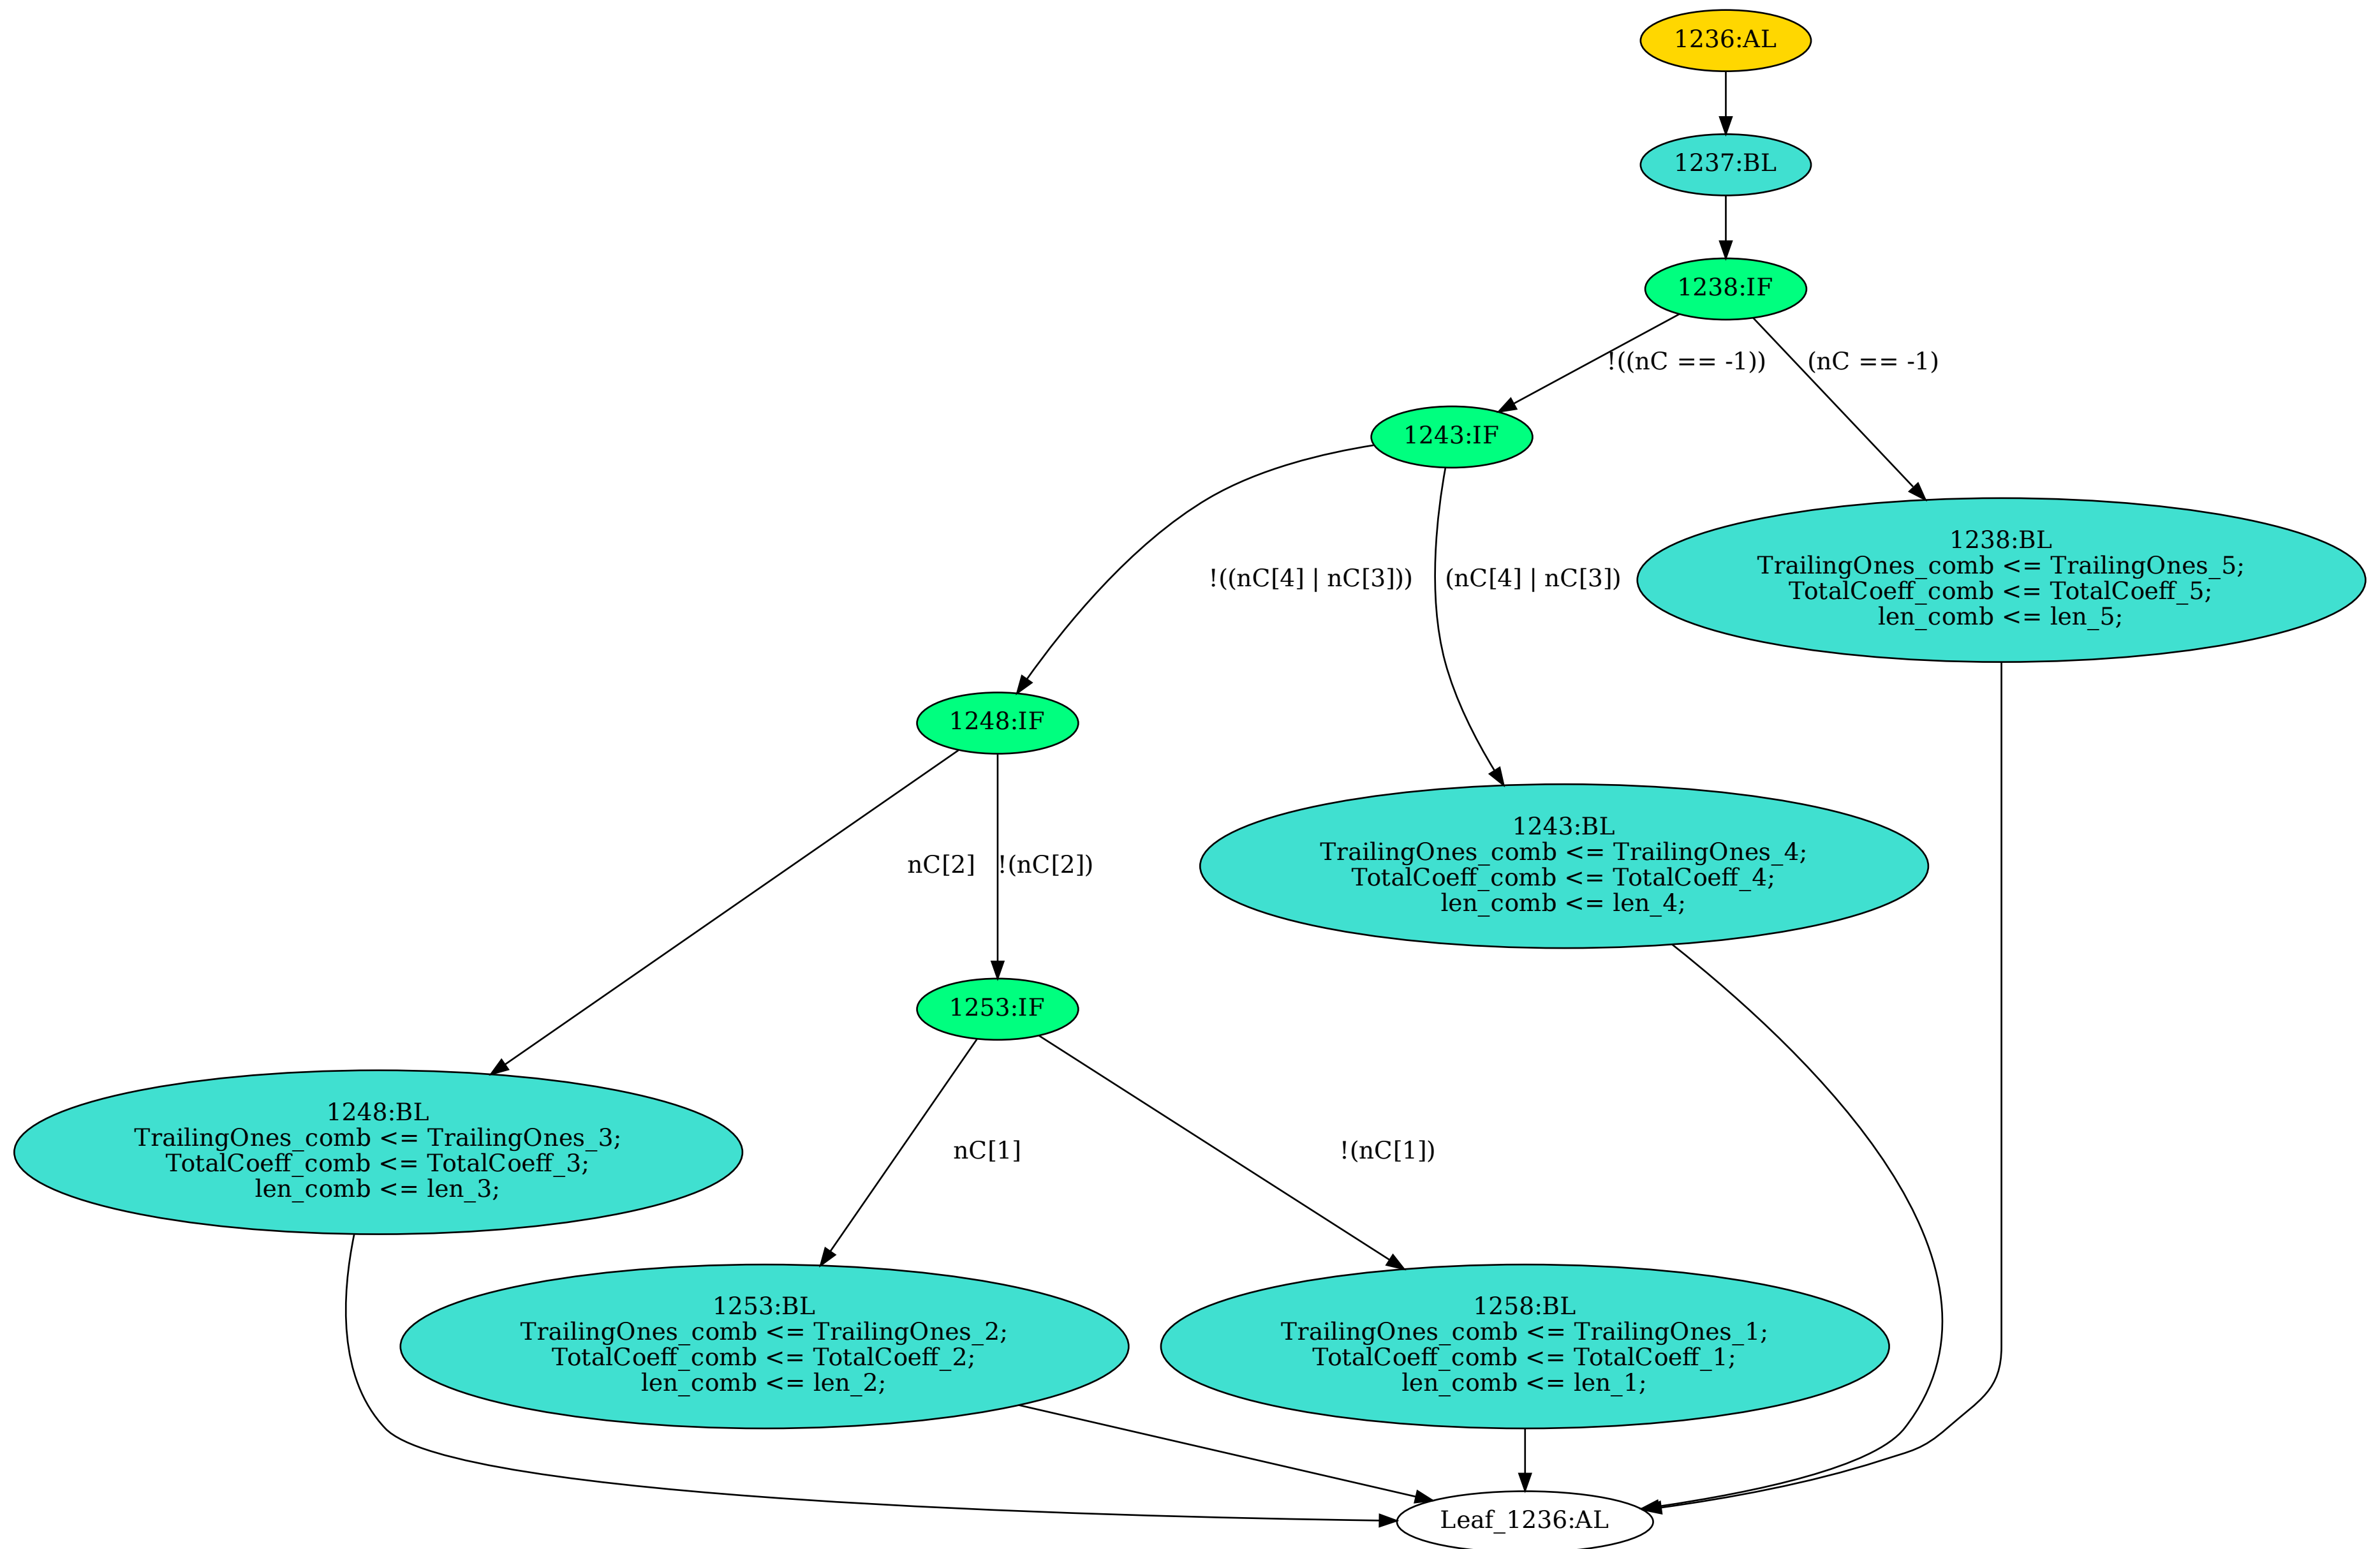 1236:AL
1237:BL
1238:IF
!((nC == -1))
(nC == -1)
1243:IF
1238:BL
TrailingOnes_comb <= TrailingOnes_5;
TotalCoeff_comb <= TotalCoeff_5;
len_comb <= len_5;
!((nC[4] | nC[3]))
(nC[4] | nC[3])
1248:IF
1243:BL
TrailingOnes_comb <= TrailingOnes_4;
TotalCoeff_comb <= TotalCoeff_4;
len_comb <= len_4;
nC[2]
!(nC[2])
1253:IF
1248:BL
TrailingOnes_comb <= TrailingOnes_3;
TotalCoeff_comb <= TotalCoeff_3;
len_comb <= len_3;
nC[1]
!(nC[1])
1253:BL
TrailingOnes_comb <= TrailingOnes_2;
TotalCoeff_comb <= TotalCoeff_2;
len_comb <= len_2;
1258:BL
TrailingOnes_comb <= TrailingOnes_1;
TotalCoeff_comb <= TotalCoeff_1;
len_comb <= len_1;
Leaf_1236:AL